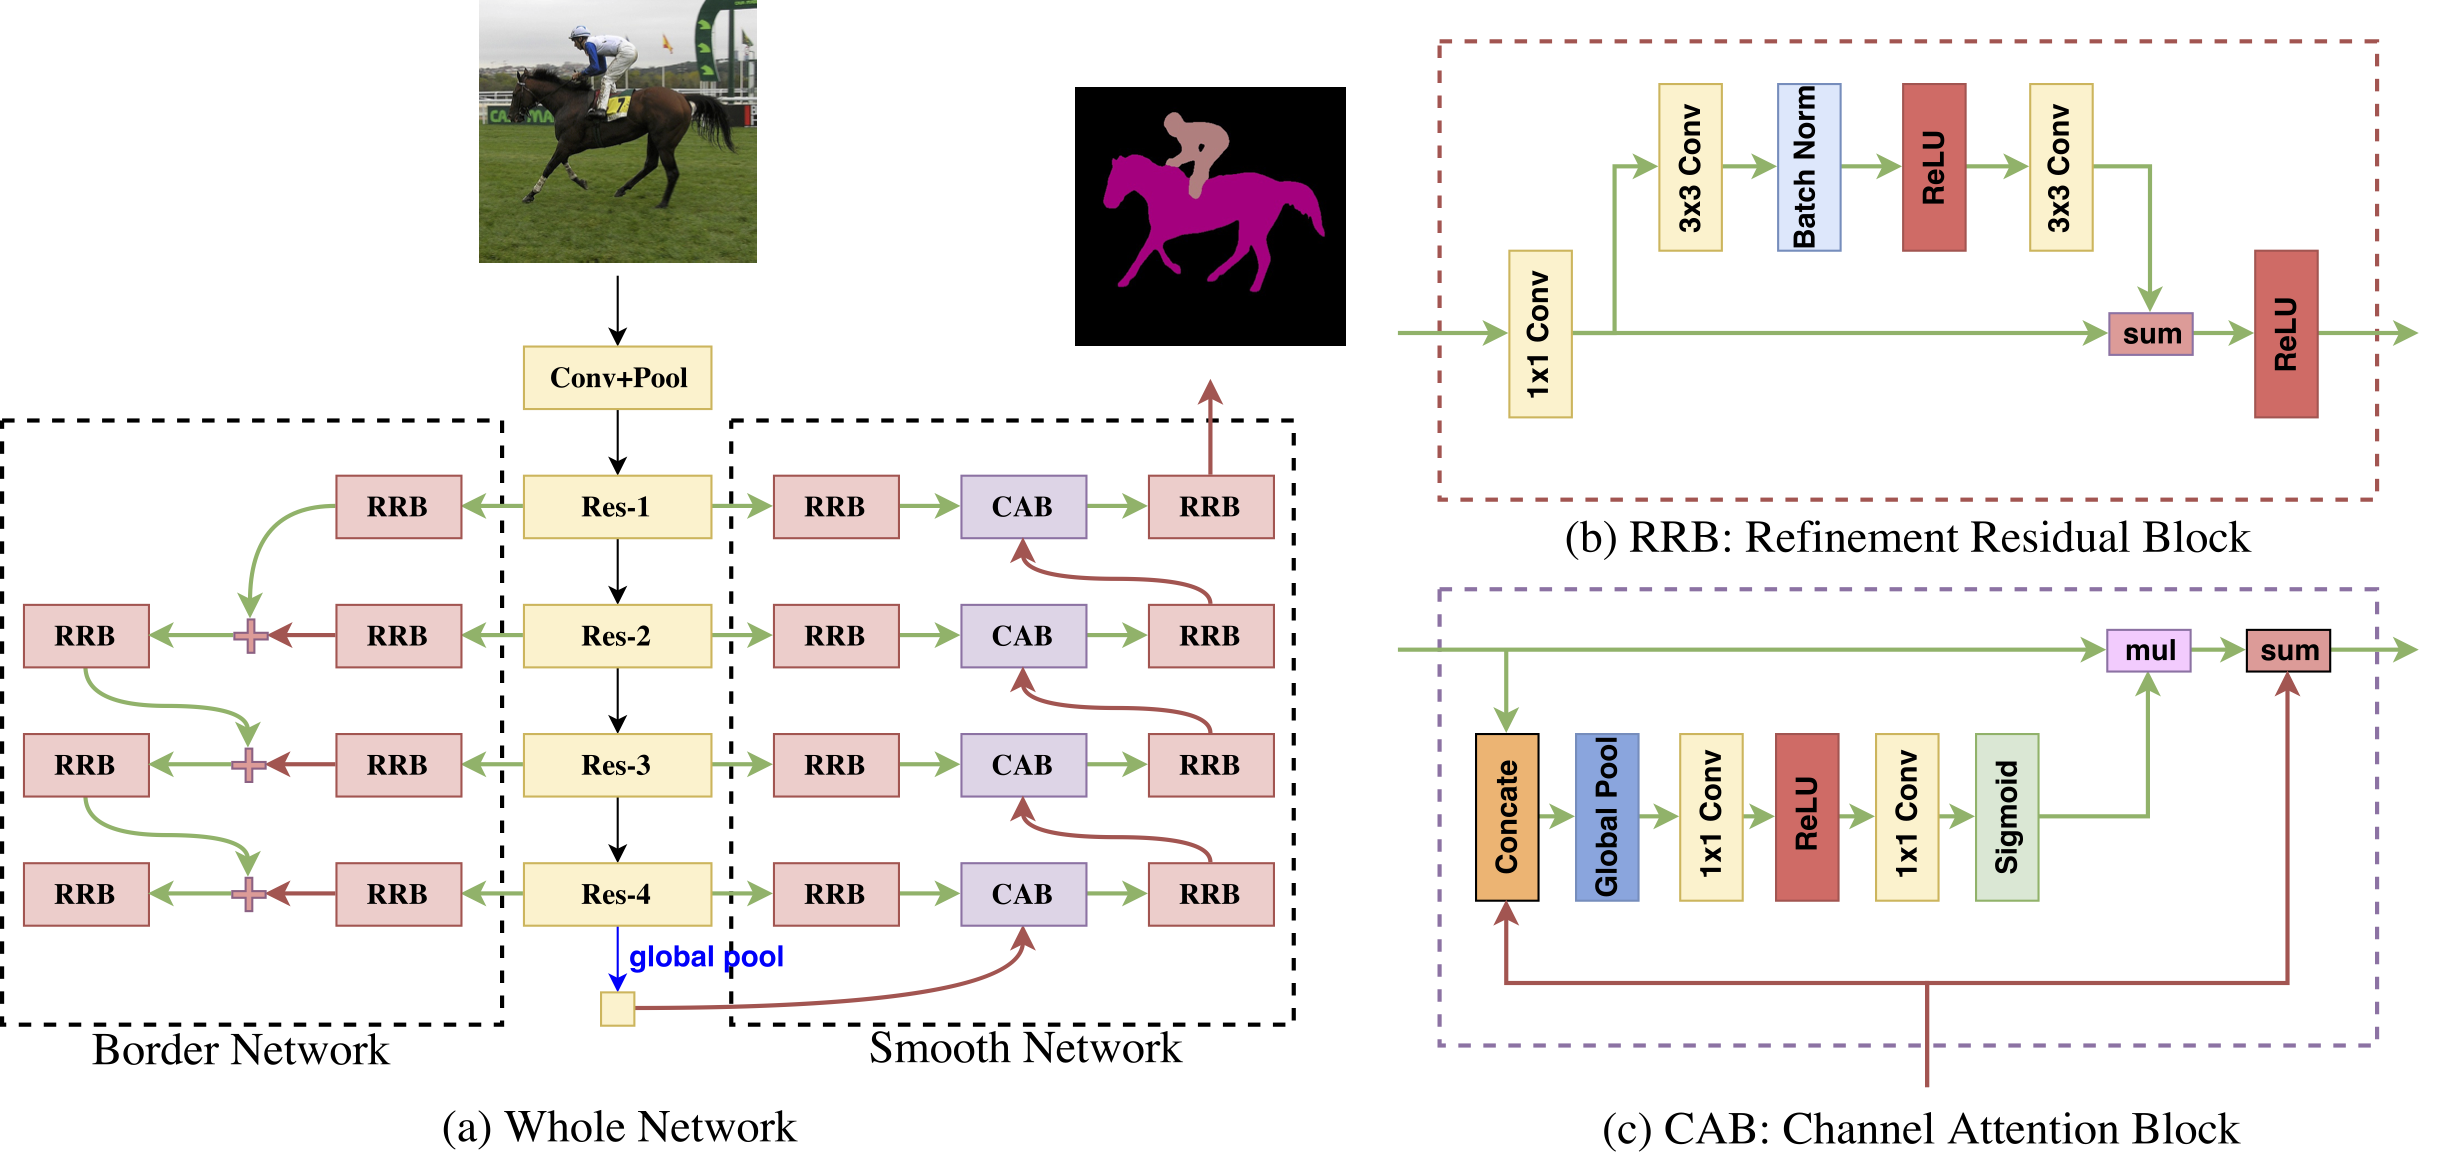 7
Conv+Pool
RRB Res-1 RRB CAB RRB
RRB RRB Res-2 RRB CAB RRB
RRB RRB Res-3 RRB CAB RRB
RRB RRB Res-4 RRB CAB RRB
global pool
Border Network
Smooth Network
(a) Whole Network
3x3 Conv
Batch Norm
ReLU
3x3 Conv
1x1 Conv
sum
ReLU
(b) RRB: Refinement Residual Block
mul
sum
Concate
Global Pool
1x1 Conv
ReLU
1x1 Conv
Sigmoid
(c) CAB: Channel Attention Block